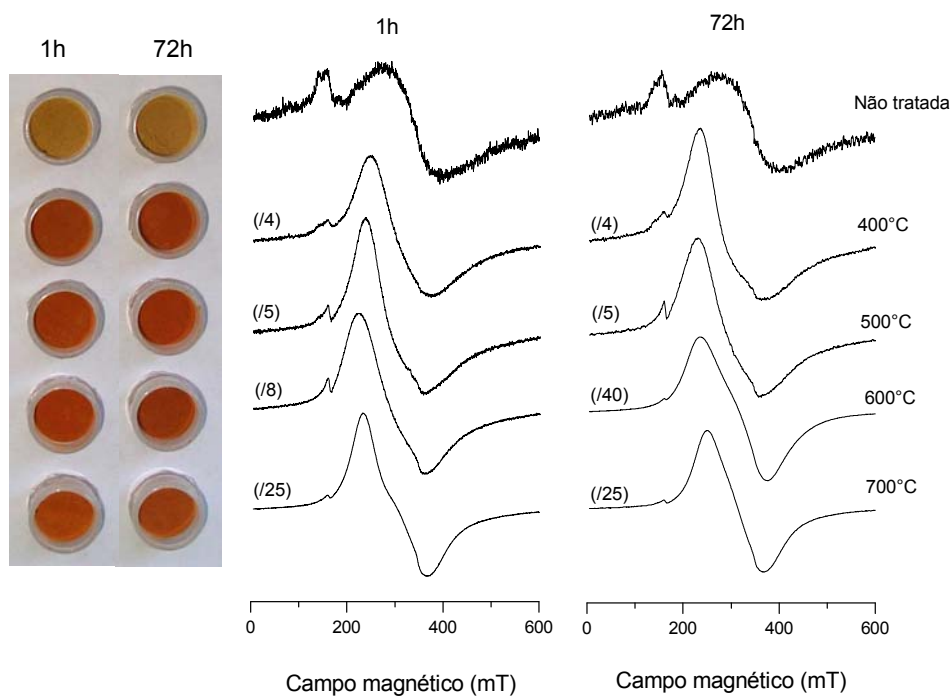 1h
72h
1h
72h
Não tratada
(/4)
(/4)
400°C
(/5)
(/5)
500°C
(/8)
(/40)
600°C
(/25)
(/25)
700°C
0 200 400 600
0 200 400 600
Campo magnético (mT)
Campo magnético (mT)